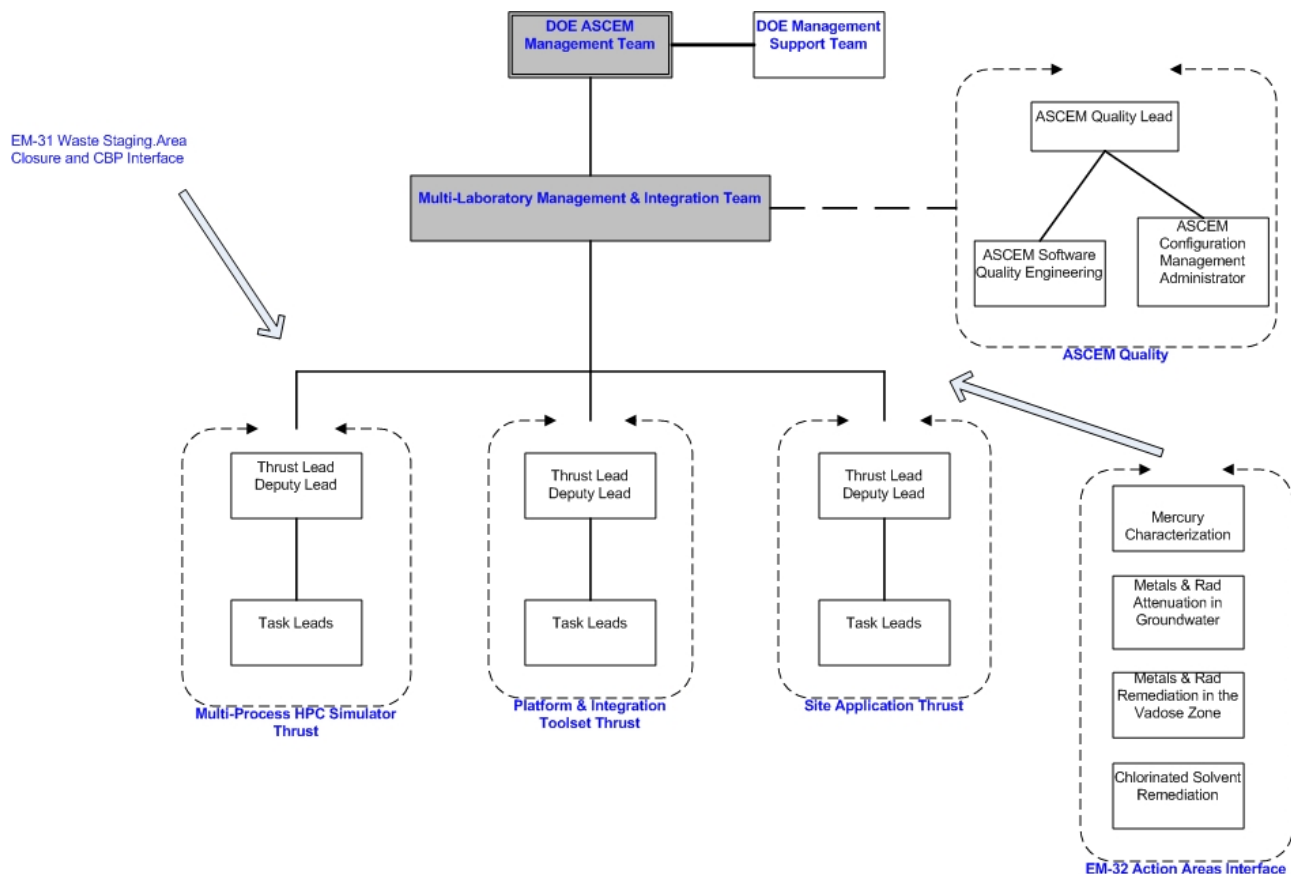 DOE ASCEM
Management Team
DOE Management
Support Team
ASCEM Quality Lead
EM-31 Waste Staging.Area
Closure and CBP Interface
Multi-Laboratory Management & Integration Team
ASCEM Software
Quality Engineering
ASCEM
Configuration
Management
Administrator
ASCEM Quality
Thrust Lead
Deputy Lead
Task Leads
Multi-Process HPC Simulator
Thrust
Thrust Lead
Deputy Lead
Task Leads
Platform & Integration
Toolset Thrust
Thrust Lead
Deputy Lead
Task Leads
Site Application Thrust
Mercury
Characterization
Metals & Rad
Attenuation in
Groundwater
Metals & Rad
Remediation in the
Vadose Zone
Chlorinated Solvent
Remediation
EM-32 Action Areas Interface